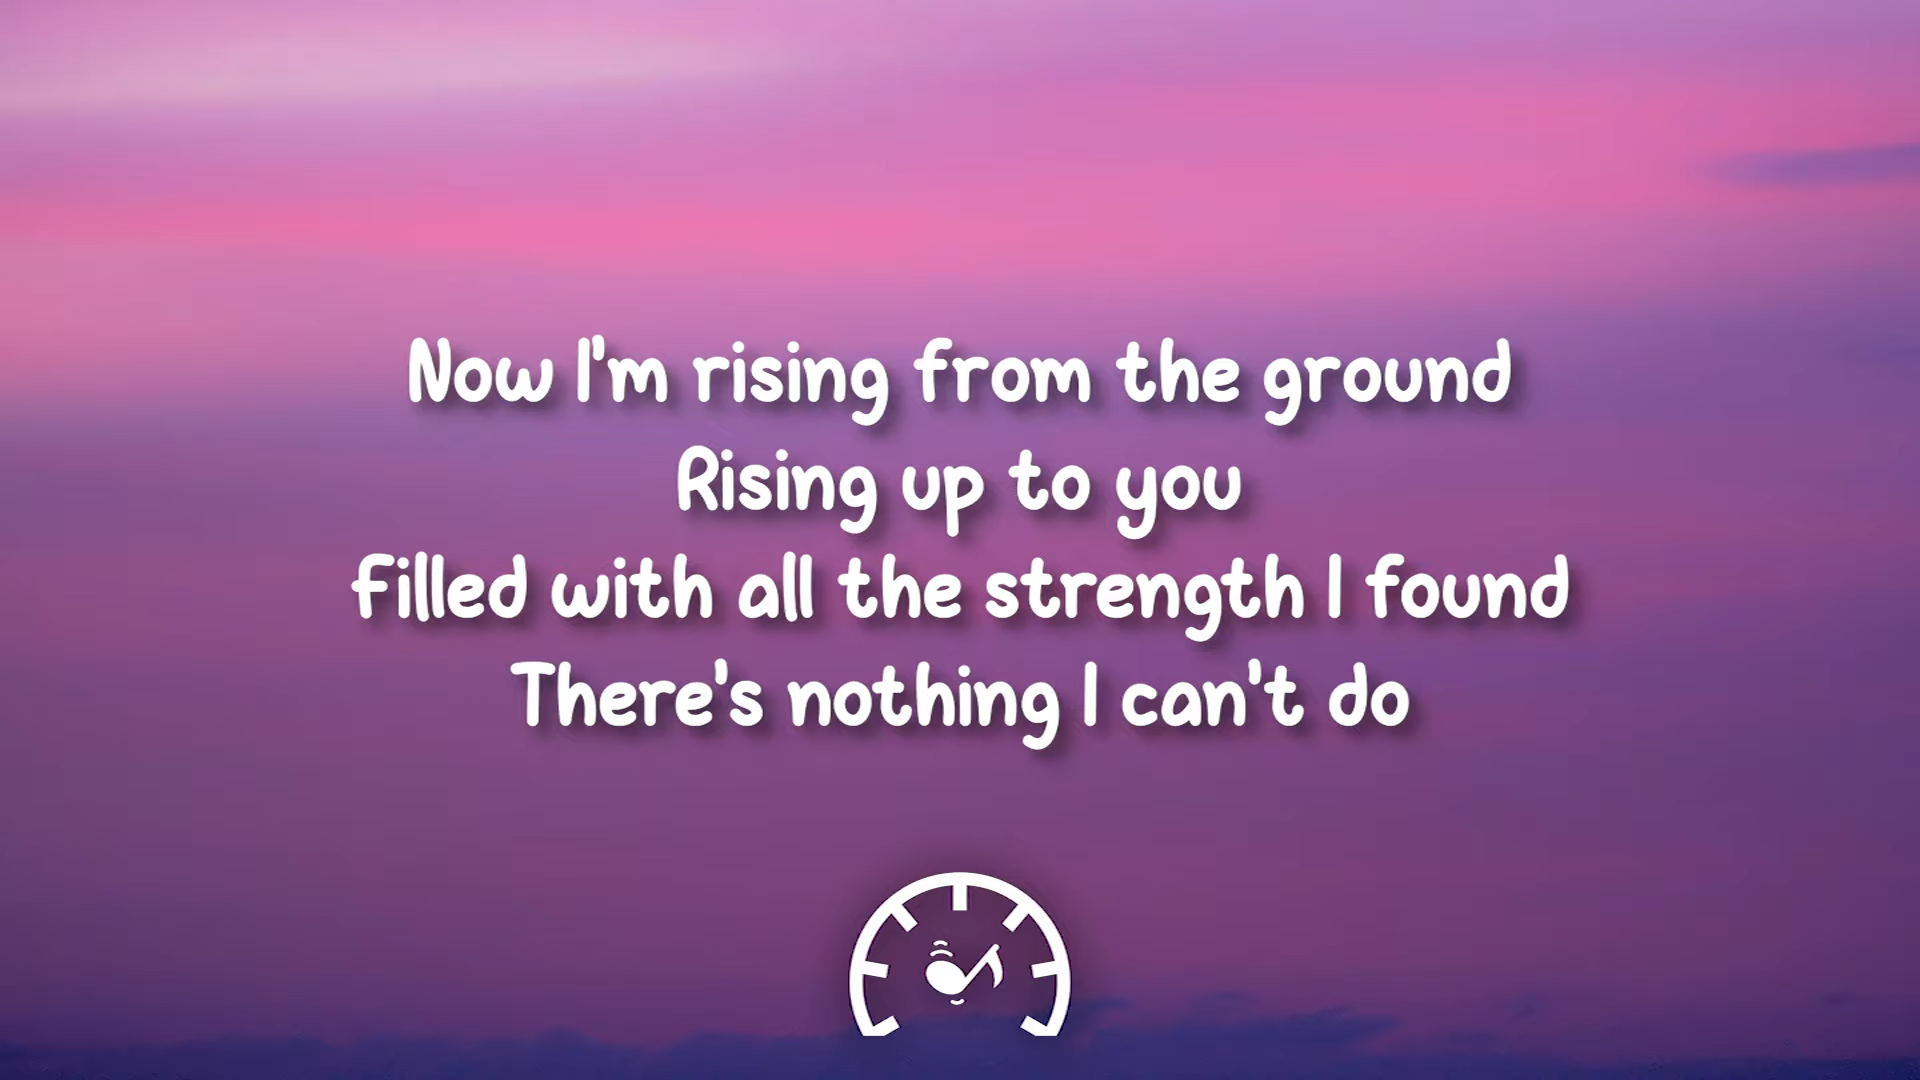 Now I'm rising from the ground
Rising up to you
Filled with all the strength I found
There's nothing I can't do